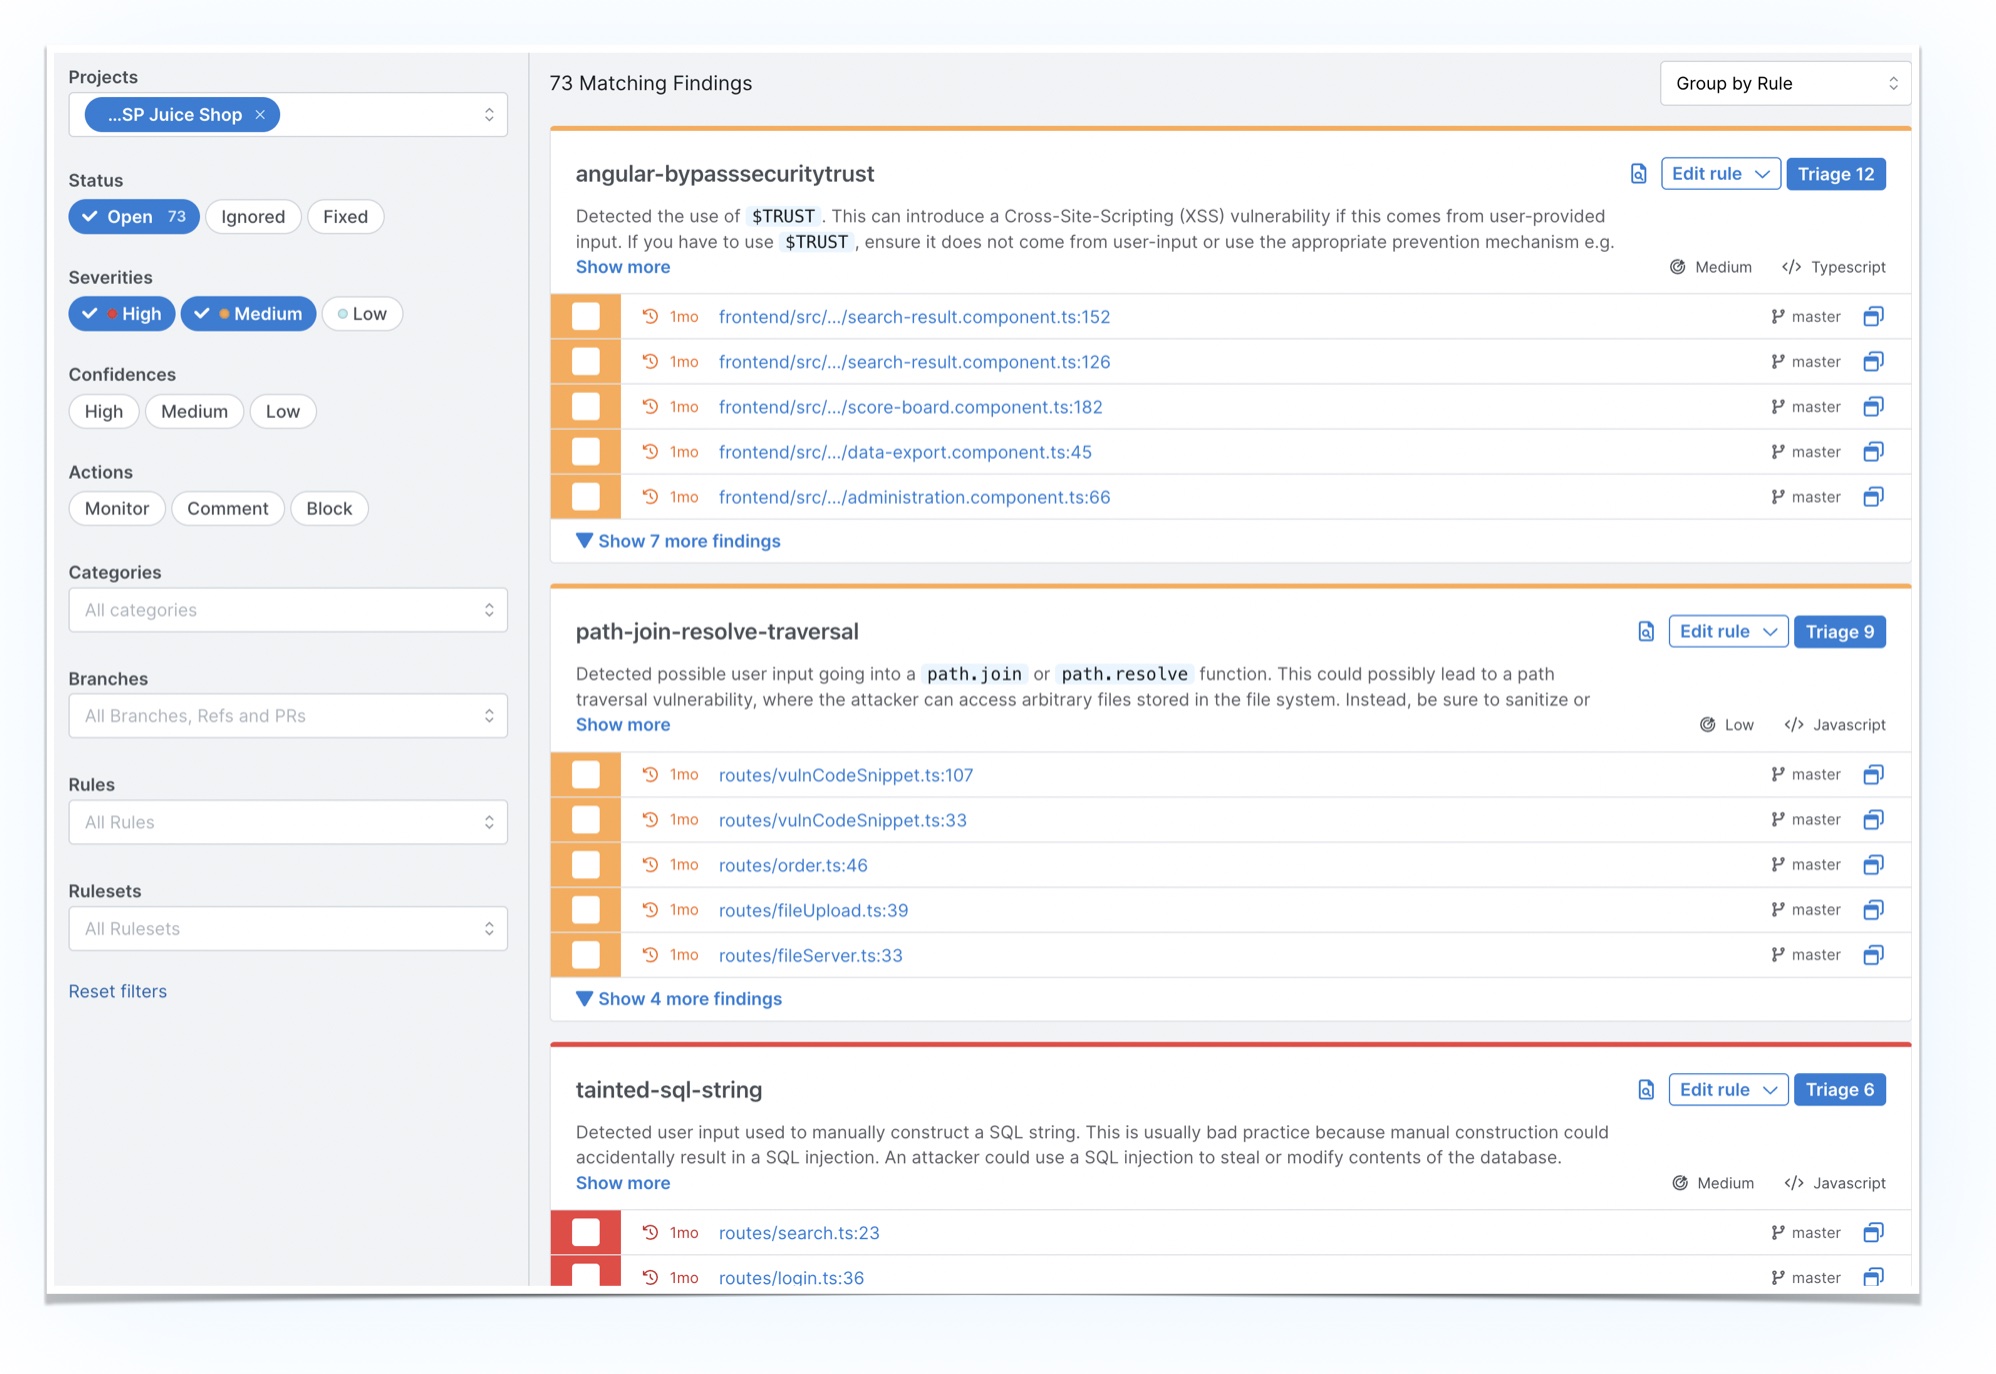 Projects
...SP Juice Shop ×
Status
Open 73 Ignored Fixed
Severities
High Medium Low
Confidences
High Medium Low
Actions
Monitor Comment Block
Categories
All categories
Branches
All Branches, Refs and PRs
Rules
All Rules
Rulesets
All Rulesets
Reset filters
73 Matching Findings
Group by Rule
angular-bypasssecuritytrust
Edit rule Triage 12
Detected the use of $TRUST. This can introduce a Cross-Site-Scripting (XSS) vulnerability if this comes from user-provided
input. If you have to use $TRUST, ensure it does not come from user-input or use the appropriate prevention mechanism e.g.
Show more
Medium </> Typescript
1mo frontend/src/.../search-result.component.ts:152 master
1mo frontend/src/.../search-result.component.ts:126 master
1mo frontend/src/.../score-board.component.ts:182 master
1mo frontend/src/.../data-export.component.ts:45 master
1mo frontend/src/.../administration.component.ts:66 master
Show 7 more findings
path-join-resolve-traversal
Edit rule Triage 9
Detected possible user input going into a path.join or path.resolve function. This could possibly lead to a path
traversal vulnerability, where the attacker can access arbitrary files stored in the file system. Instead, be sure to sanitize or
Show more
Low </> Javascript
1mo routes/vulnCodeSnippet.ts:107 master
1mo routes/vulnCodeSnippet.ts:33 master
1mo routes/order.ts:46 master
1mo routes/fileUpload.ts:39 master
1mo routes/fileServer.ts:33 master
Show 4 more findings
tainted-sql-string
Edit rule Triage 6
Detected user input used to manually construct a SQL string. This is usually bad practice because manual construction could
accidentally result in a SQL injection. An attacker could use a SQL injection to steal or modify contents of the database.
Show more
Medium </> Javascript
1mo routes/search.ts:23 master
1mo routes/login.ts:36 master